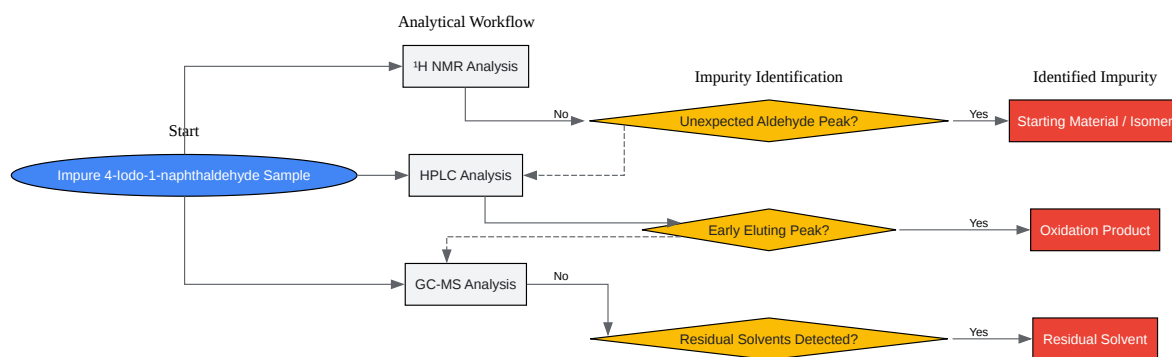 Analytical Workflow
¹H NMR Analysis
Impurity Identification
Identified Impurity
No
Unexpected Aldehyde Peak?
Yes
Starting Material / Isomer
Start
Impure 4-Iodo-1-naphthaldehyde Sample
HPLC Analysis
Early Eluting Peak?
Yes
Oxidation Product
GC-MS Analysis
No
Residual Solvents Detected?
Yes
Residual Solvent